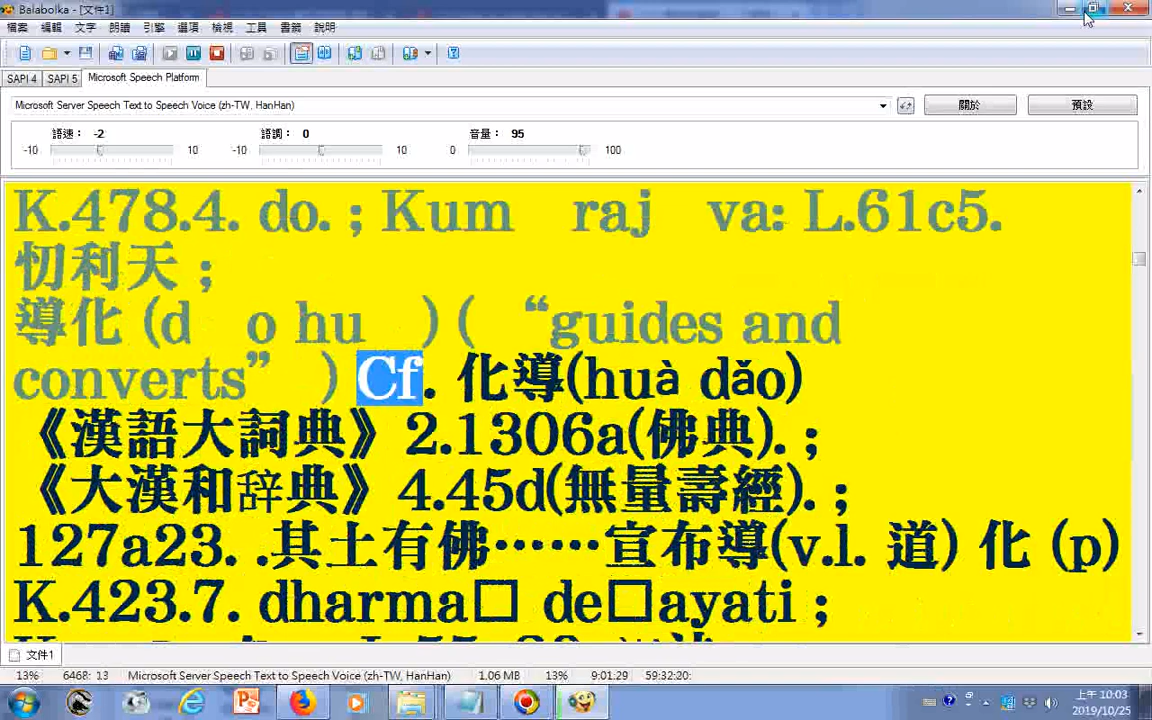 Balabolka - [文件1]
檔案 編輯 文字 朗讀 引擎 選項 檢視 工具 書籤 說明
SAPI 4 SAPI 5 Microsoft Speech Platform
Microsoft Server Speech Text to Speech Voice (zh-TW, HanHan) 關於 預設
語速： -2 語調： 0 音量： 95
-10 10 -10 10 0 100
K.478.4. do. ; Kum raj va: L.61c5.
忉利天 ;
導化 (d o hu ) ( “guides and
converts” ) Cf. 化導(huà dǎo)
《漢語大詞典》2.1306a(佛典). ;
《大漢和辞典》4.45d(無量壽經). ;
127a23. .其土有佛……宣布導(v.l. 道) 化 (p)
K.423.7. dharma□ de□ayati ;
文件1
13% 6468: 13 Microsoft Server Speech Text to Speech Voice (zh-TW, HanHan) 1.06 MB 13% 9:01:29 59:32:20:
上午 10:03
2019/10/25